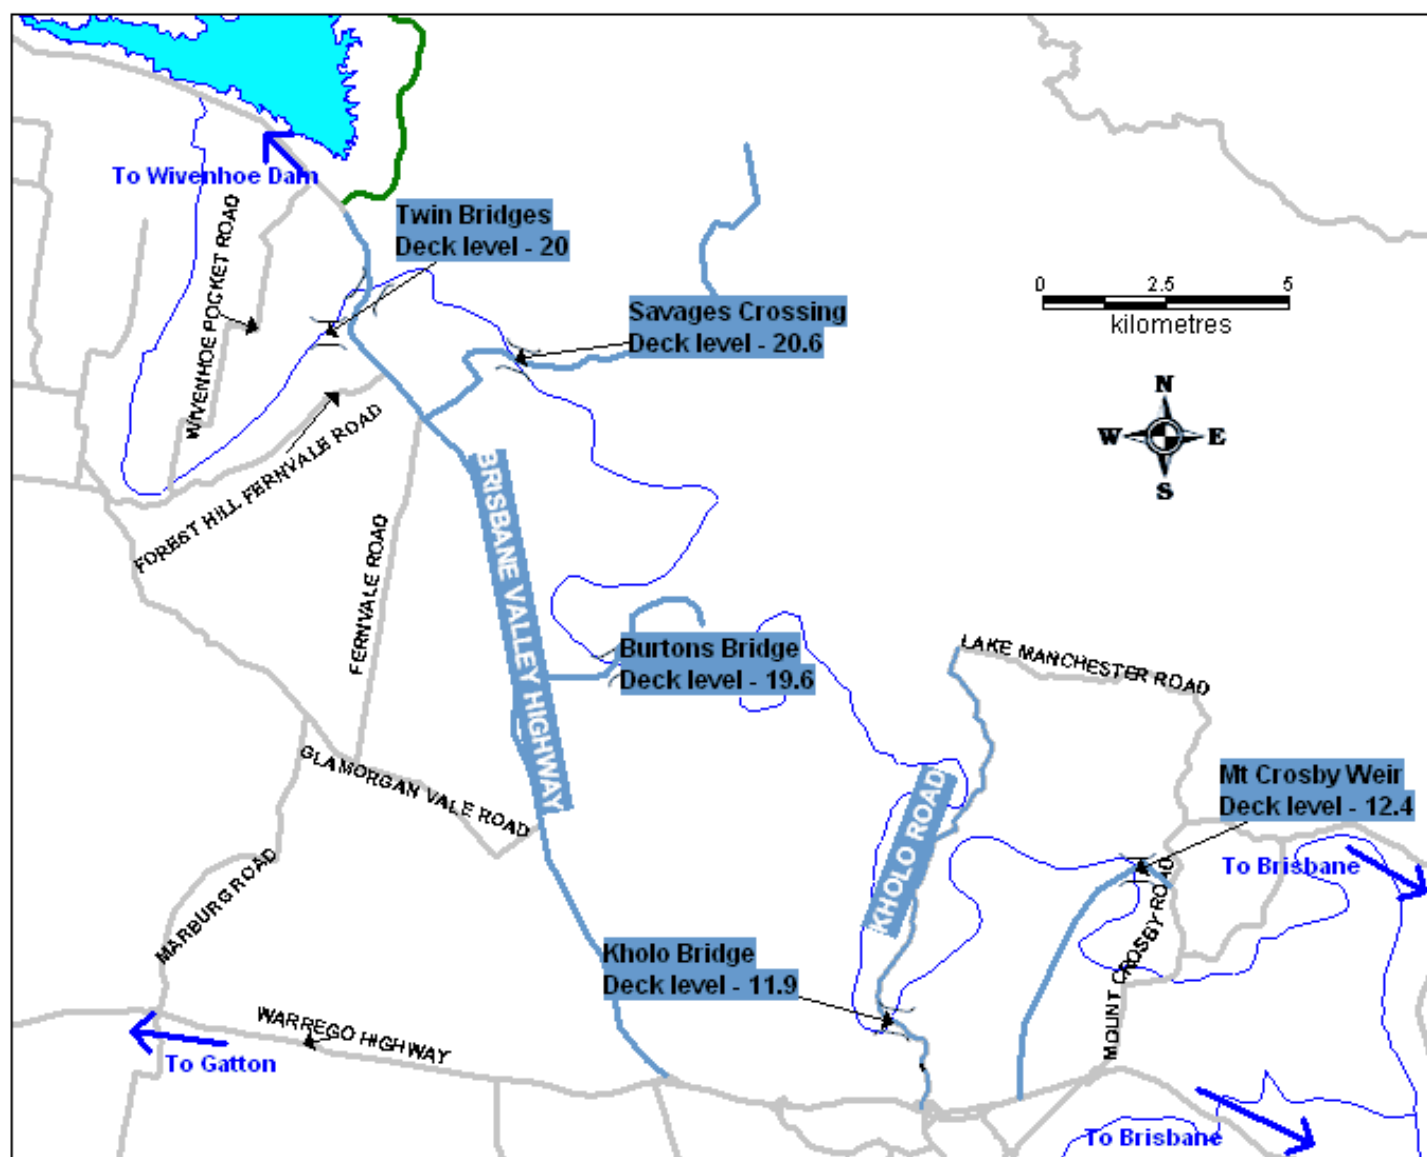 To Wivenhoe Dam
Twin Bridges
Deck level - 20
WIVENHOE POCKET ROAD
Savages Crossing
Deck level - 20.6
0 2.5 5
kilometres
N
W E
S
FOREST HILL FERNVALE ROAD
FERNVALE ROAD
BRISBANE VALLEY HIGHWAY
Burtons Bridge
Deck level - 19.6
LAKE MANCHESTER ROAD
GLAMORGAN VALE ROAD
KHOLO ROAD
Mt Crosby Weir
Deck level - 12.4
To Brisbane
MARBURG ROAD
MOUNT CROSBY ROAD
Kholo Bridge
Deck level - 11.9
WARREGO HIGHWAY
To Gatton
To Brisbane